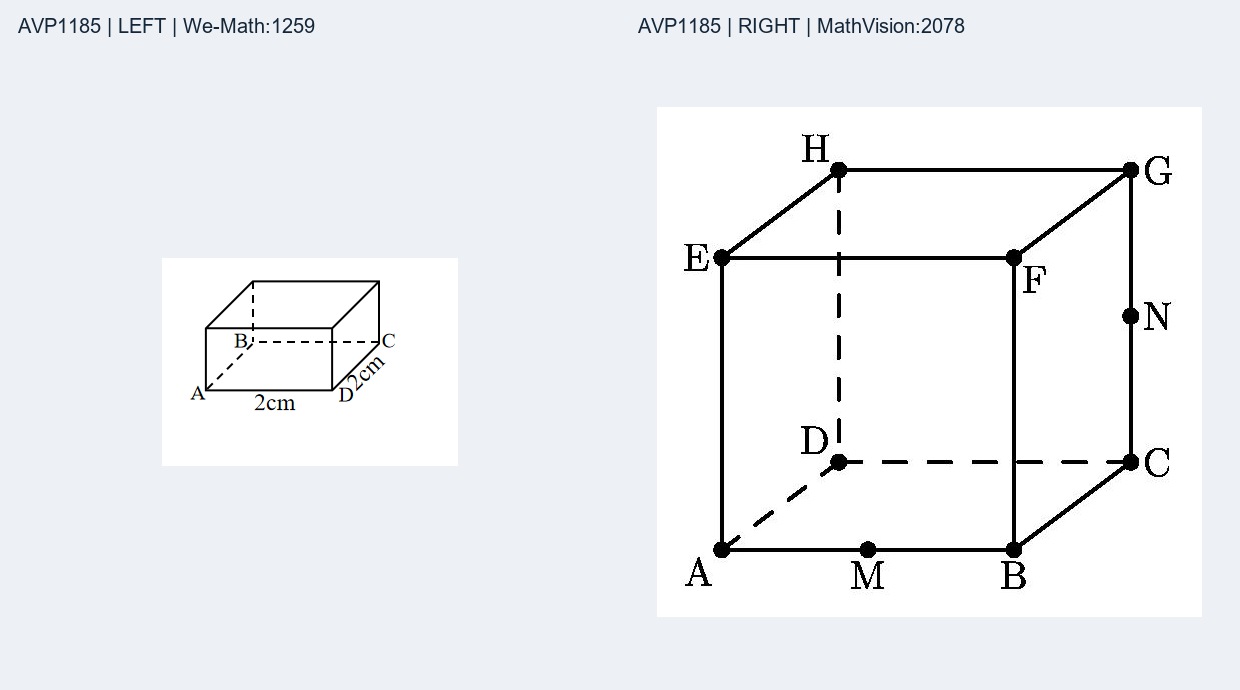 AVP1185 | LEFT | We-Math:1259
AVP1185 | RIGHT | MathVision:2078
B
C
A
D
2cm
2cm
H
G
E
F
N
D
C
A
M
B